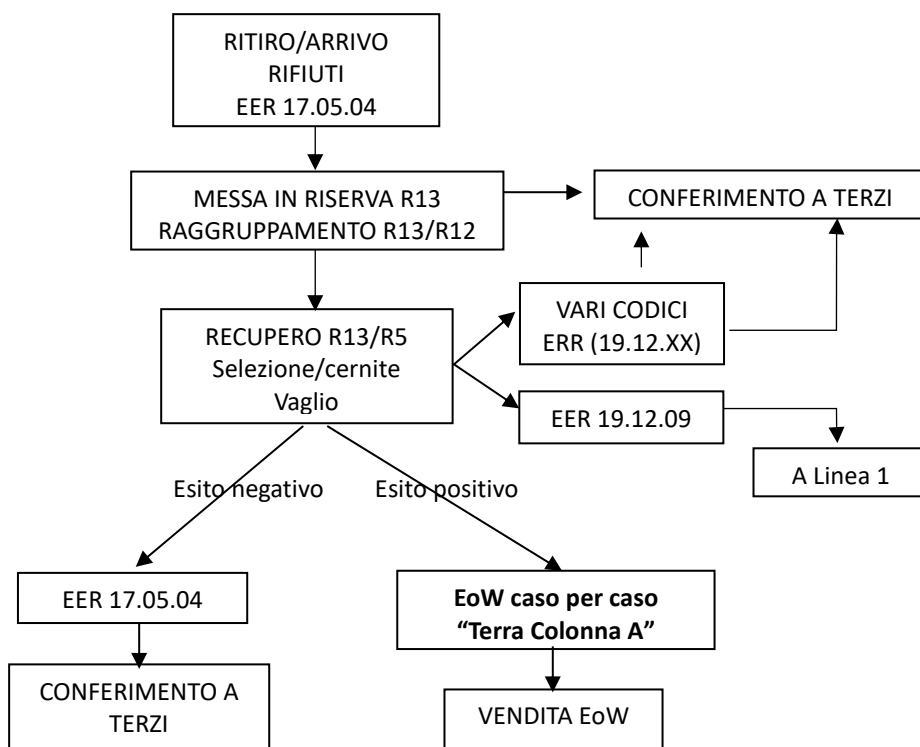 RITIRO/ARRIVO
RIFIUTI
EER 17.05.04
MESSA IN RISERVA R13
RAGGRUPPAMENTO R13/R12
CONFERIMENTO A TERZI
VARI CODICI
ERR (19.12.XX)
RECUPERO R13/R5
Selezione/cernite
Vaglio
EER 19.12.09
A Linea 1
Esito negativo
Esito positivo
EER 17.05.04
EoW caso per caso
“Terra Colonna A”
CONFERIMENTO A
TERZI
VENDITA EoW